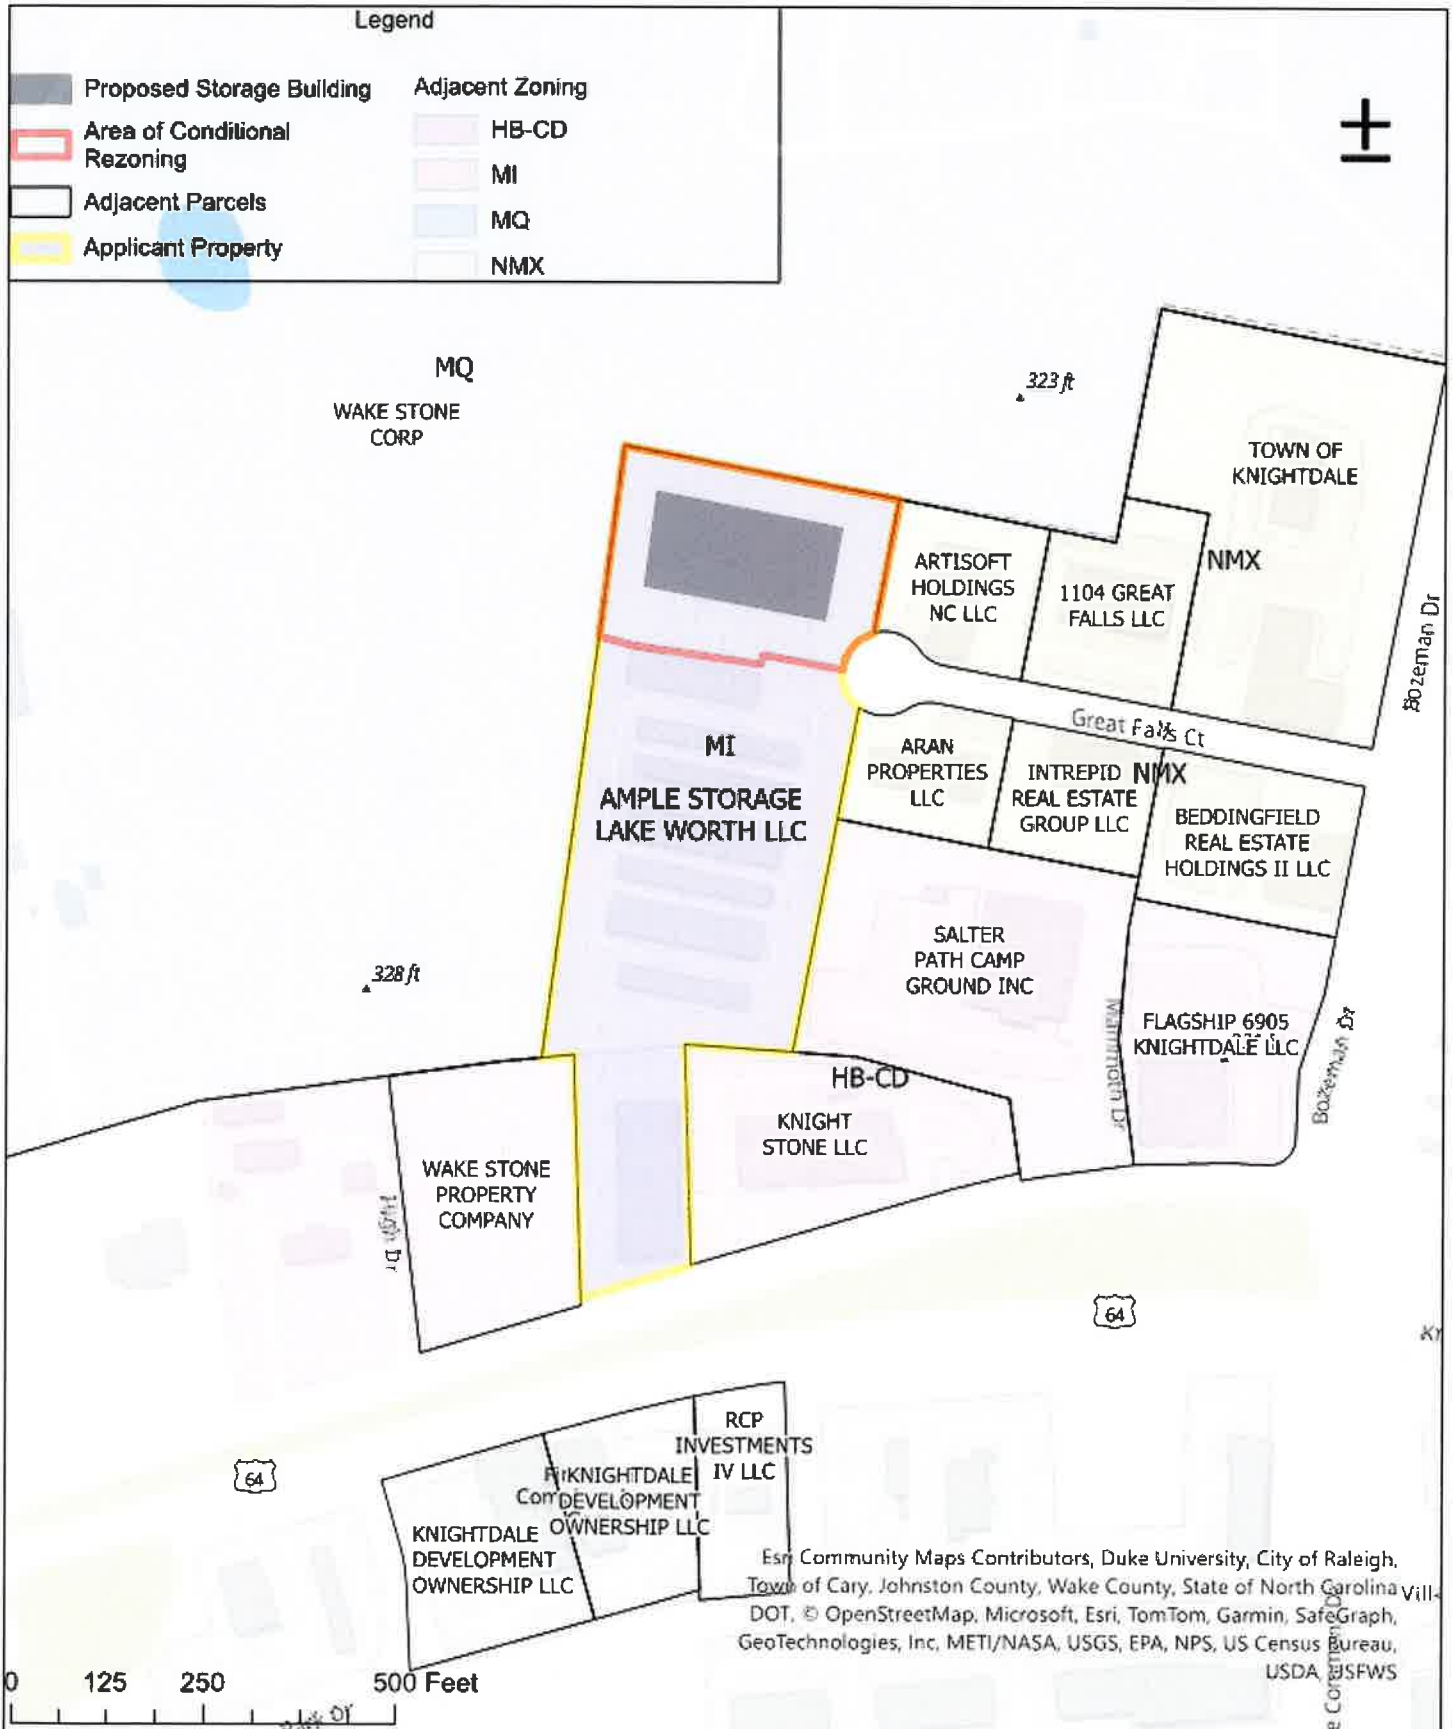 Legend
Proposed Storage Building
Area of Conditional
Rezoning
Adjacent Parcels
Applicant Property
Adjacent Zoning
HB-CD
MI
MQ
NMX
MQ
WAKE STONE
CORP
323 ft
TOWN OF
KNIGHTDALE
NMX
ARTISOFT
HOLDINGS
NC LLC
1104 GREAT
FALLS LLC
Bozeman Dr
Great Falls Ct
MI
AMPLE STORAGE
LAKE WORTH LLC
ARAN
PROPERTIES
LLC
INTREPID
REAL ESTATE
GROUP LLC
NMX
BEDDINGFIELD
REAL ESTATE
HOLDINGS II LLC
SALTER
PATH CAMP
GROUND INC
328 ft
Mammoth Dr
FLAGSHIP 6905
KNIGHTDALE LLC
Bozeman Dr
HB-CD
KNIGHT
STONE LLC
WAKE STONE
PROPERTY
COMPANY
Hugh Dr
64
64
RCP
INVESTMENTS
IV LLC
KNIGHTDALE
DEVELOPMENT
OWNERSHIP LLC
KNIGHTDALE
DEVELOPMENT
OWNERSHIP LLC
Esri Community Maps Contributors, Duke University, City of Raleigh,
Town of Cary, Johnston County, Wake County, State of North Carolina
DOT, © OpenStreetMap, Microsoft, Esri, TomTom, Garmin, SafeGraph,
GeoTechnologies, Inc, METI/NASA, USGS, EPA, NPS, US Census Bureau,
USDA, USFWS
0 125 250 500 Feet